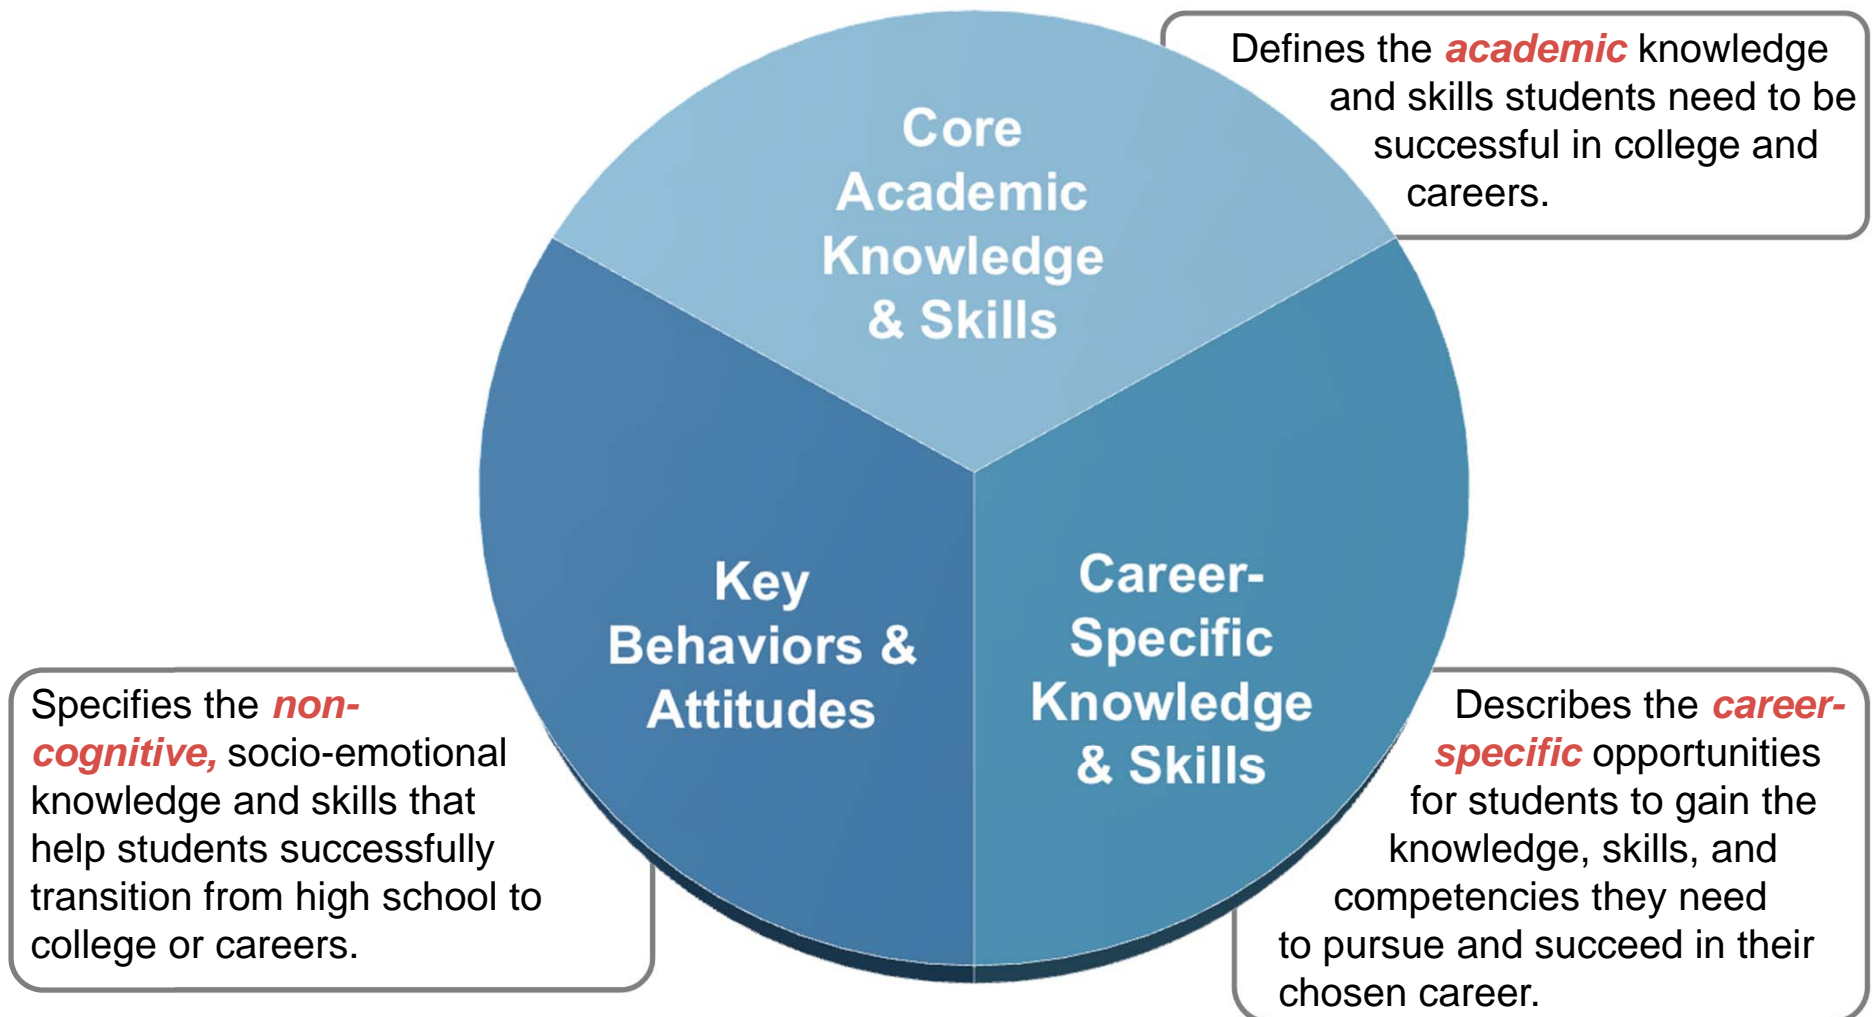 Defines the academic knowledge
and skills students need to be
successful in college and
careers.
Core
Academic
Knowledge
& Skills
Key
Behaviors &
Attitudes
Career-
Specific
Knowledge
& Skills
Specifies the non-
cognitive, socio-emotional
knowledge and skills that
help students successfully
transition from high school to
college or careers.
Describes the career-
specific opportunities
for students to gain the
knowledge, skills, and
competencies they need
to pursue and succeed in their
chosen career.